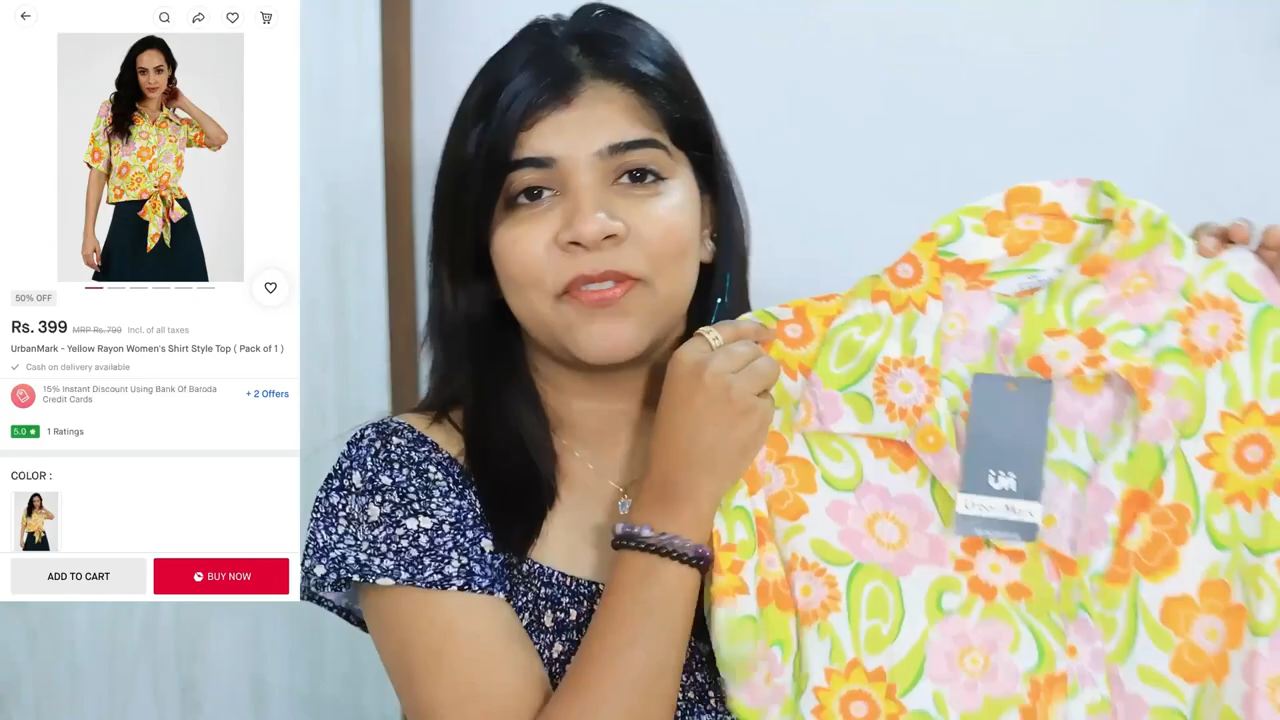 50% OFF
Rs. 399 MRP Rs. 799 Incl. of all taxes
UrbanMark - Yellow Rayon Women's Shirt Style Top ( Pack of 1 )
Cash on delivery available
15% Instant Discount Using Bank Of Baroda
Credit Cards
+ 2 Offers
5.0 ★ 1 Ratings
COLOR :
ADD TO CART
BUY NOW
Urban Mark